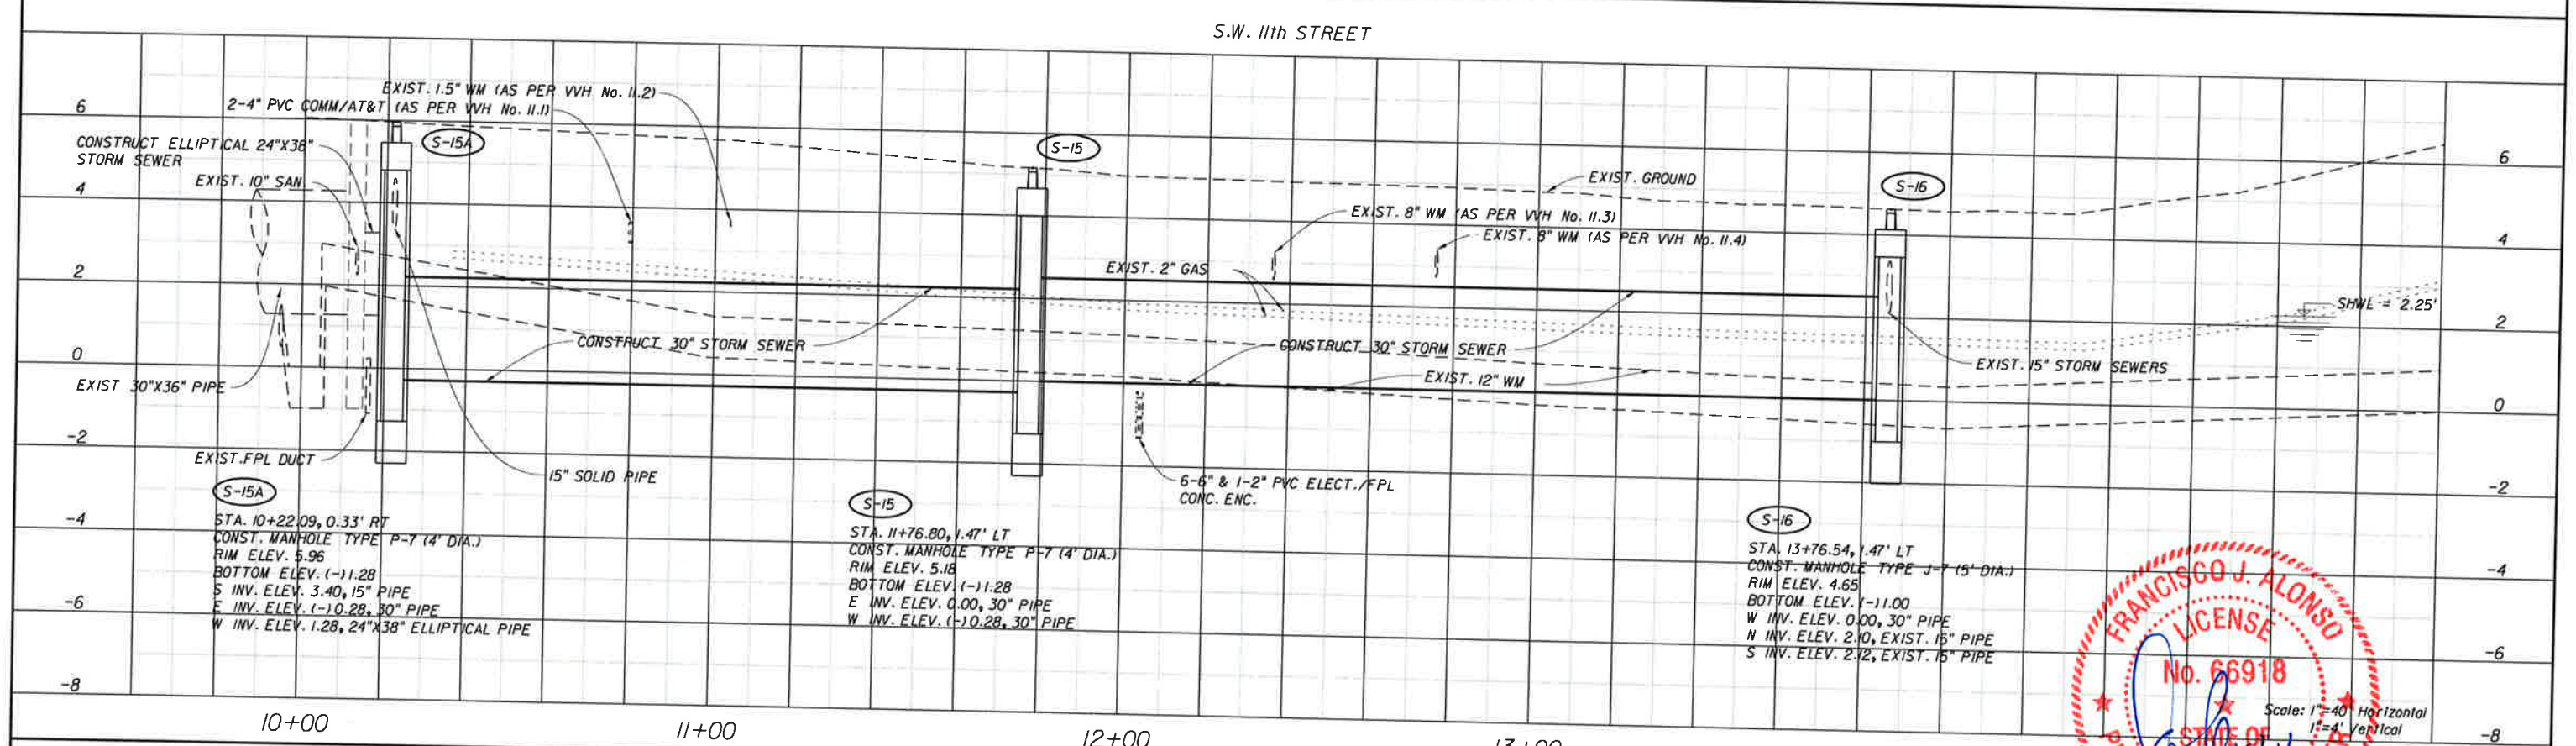 S.W. 11th STREET
EXIST. 1.5" WM (AS PER VVH No. 11.2)
2-4" PVC COMM/AT&T (AS PER VVH No. 11.1)
6
CONSTRUCT ELLIPTICAL 24"X38"
STORM SEWER
S-15A
S-15
EXIST. GROUND
S-16
6
EXIST. 10" SAN
4
EXIST. 8" WM (AS PER VVH No. 11.3)
EXIST. 8" WM (AS PER VVH No. 11.4)
4
2
EXIST. 2" GAS
SHWL = 2.25'
2
0
CONSTRUCT 30" STORM SEWER
CONSTRUCT 30" STORM SEWER
EXIST. 15" STORM SEWERS
EXIST 30"X36" PIPE
EXIST. 12" WM
0
-2
EXIST.FPL DUCT
15" SOLID PIPE
6-6" & 1-2" PVC ELECT./FPL
CONC. ENC.
-2
S-15A
STA. 10+22.09, 0.33' RT
CONST. MANHOLE TYPE P-7 (4' DIA.)
RIM ELEV. 5.96
BOTTOM ELEV. (-)1.28
S INV. ELEV. 3.40, 15" PIPE
E INV. ELEV. (-)0.28, 30" PIPE
W INV. ELEV. 1.28, 24"X38" ELLIPTICAL PIPE
S-15
STA. 11+76.80, 1.47' LT
CONST. MANHOLE TYPE P-7 (4' DIA.)
RIM ELEV. 5.18
BOTTOM ELEV. (-)1.28
E INV. ELEV. 0.00, 30" PIPE
W INV. ELEV. (-)0.28, 30" PIPE
S-16
STA. 13+76.54, 1.47' LT
CONST. MANHOLE TYPE J-7 (5' DIA.)
RIM ELEV. 4.65
BOTTOM ELEV. (-)1.00
W INV. ELEV. 0.00, 30" PIPE
N INV. ELEV. 2.10, EXIST. 15" PIPE
S INV. ELEV. 2.12, EXIST. 15" PIPE
-4
-4
-6
-6
-8
-8
FRANCISCO J. ALONSO
LICENSE
No. 66918
STATE OF
Scale: 1"=40' Horizontal
1"=4' Vertical
10+00
11+00
12+00
13+00